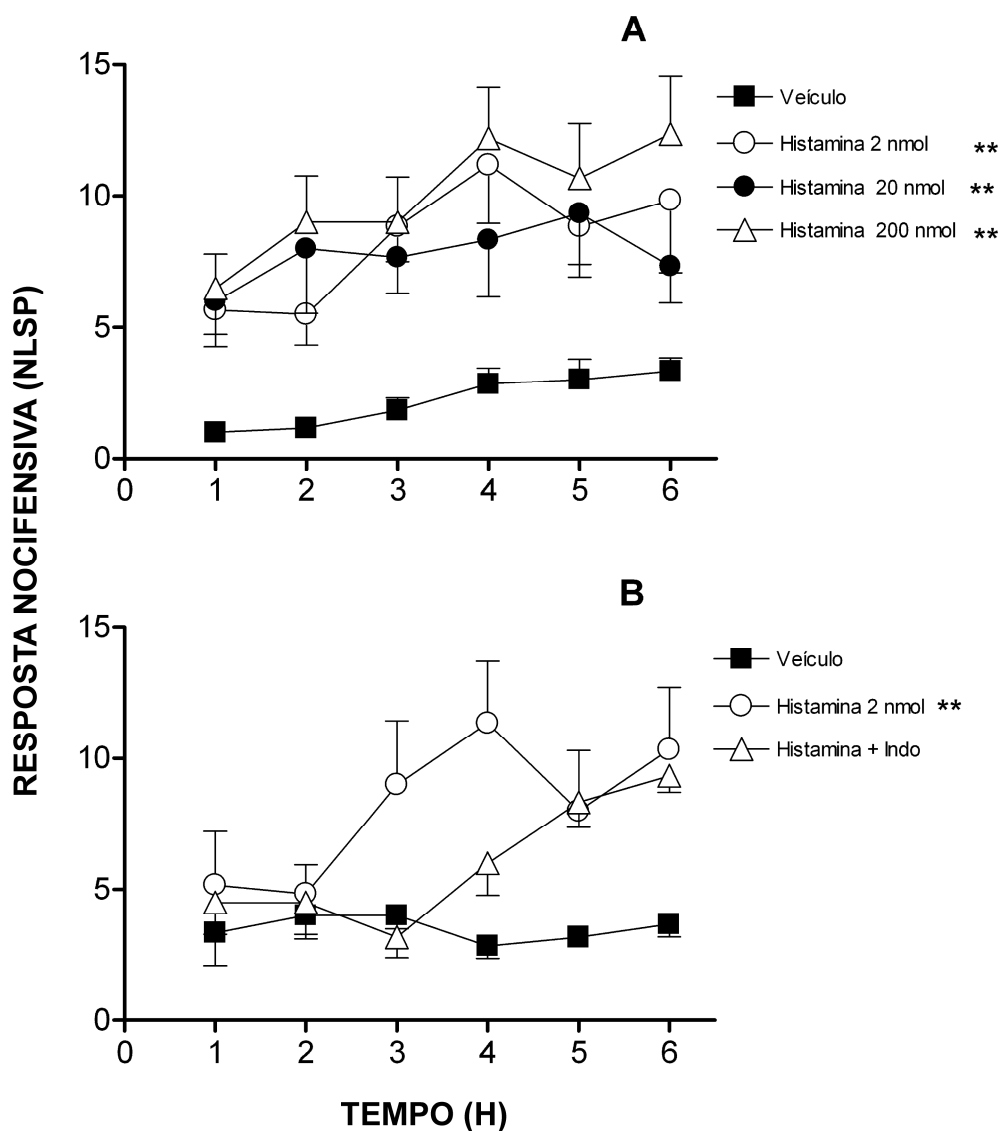 A
RESPOSTA NOCIFENSIVA (NLSP)
15
10
5
0
0 1 2 3 4 5 6
Veículo
Histamina 2 nmol **
Histamina 20 nmol **
Histamina 200 nmol **
B
15
10
5
0
0 1 2 3 4 5 6
Veículo
Histamina 2 nmol **
Histamina + Indo
TEMPO (H)